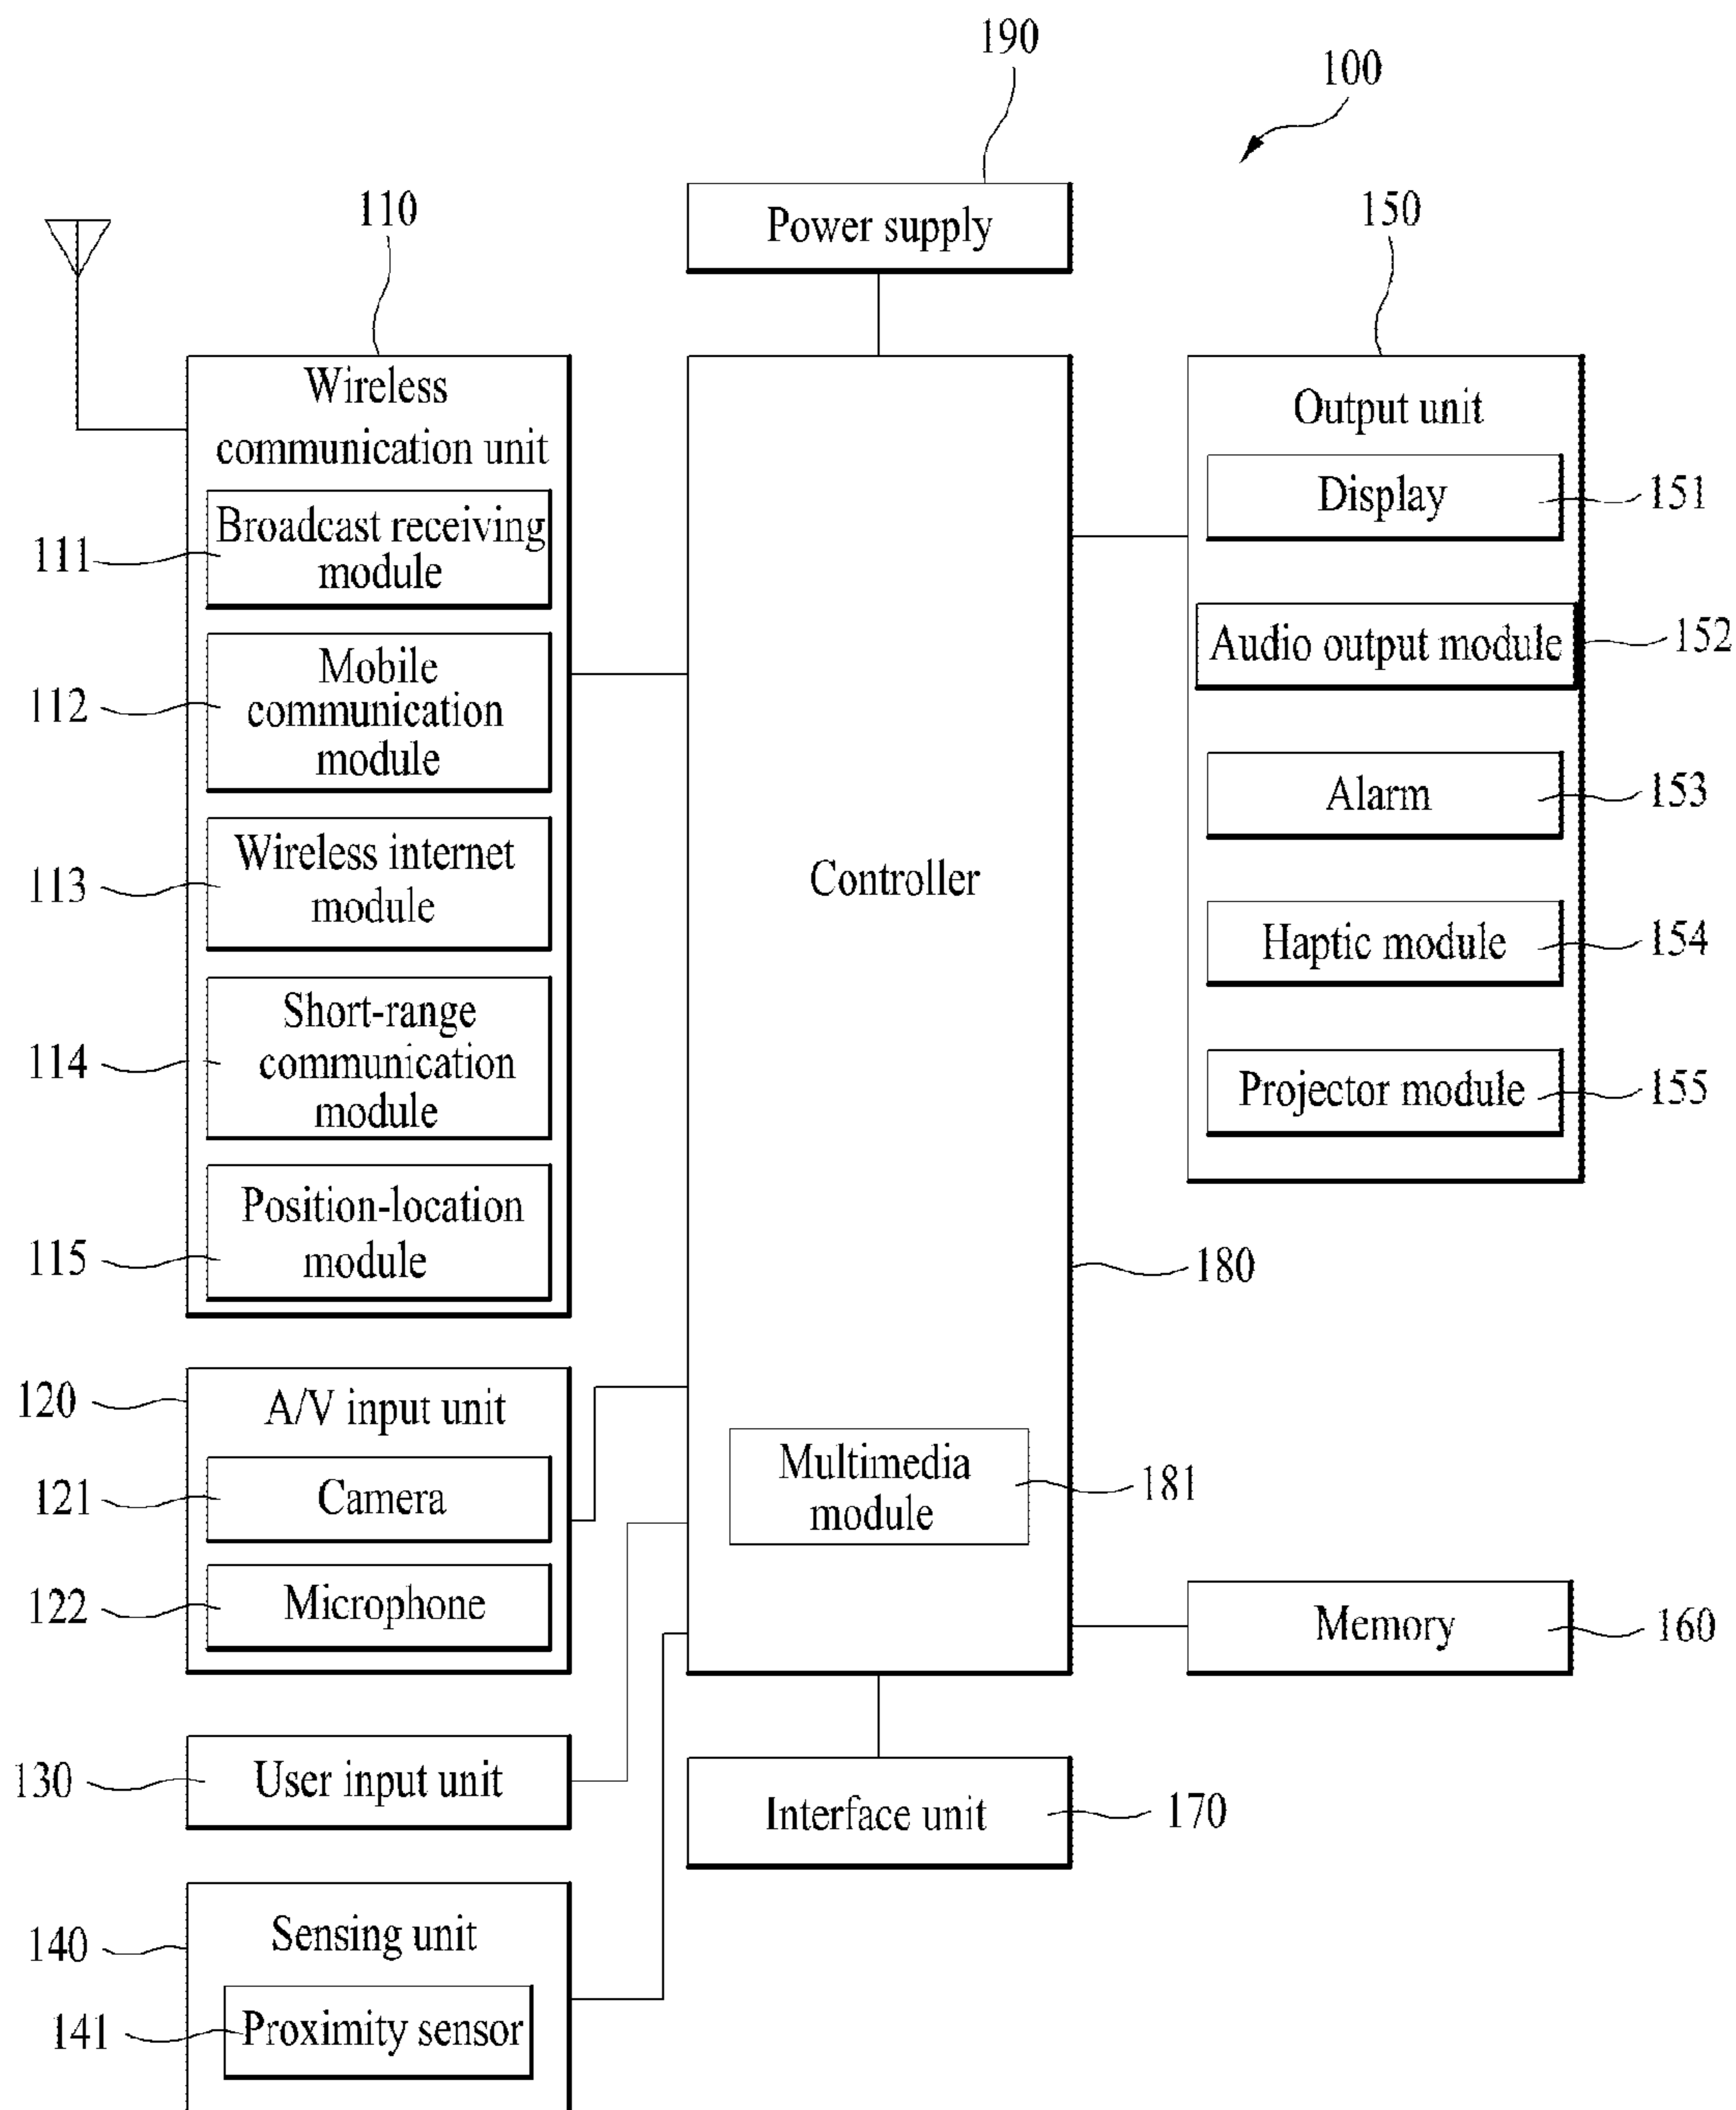 190
100
110
Power supply
150
Wireless
communication unit
Output unit
Broadcast receiving
module
111
Display
151
Mobile
communication
module
112
Audio output module
152
Wireless internet
module
113
Alarm
153
Controller
Short-range
communication
module
114
Haptic module
154
Position-location
module
115
Projector module
155
180
120
A/V input unit
Camera
121
Microphone
122
Multimedia
module
181
Memory
160
130
User input unit
Interface unit
170
140
Sensing unit
141
Proximity sensor